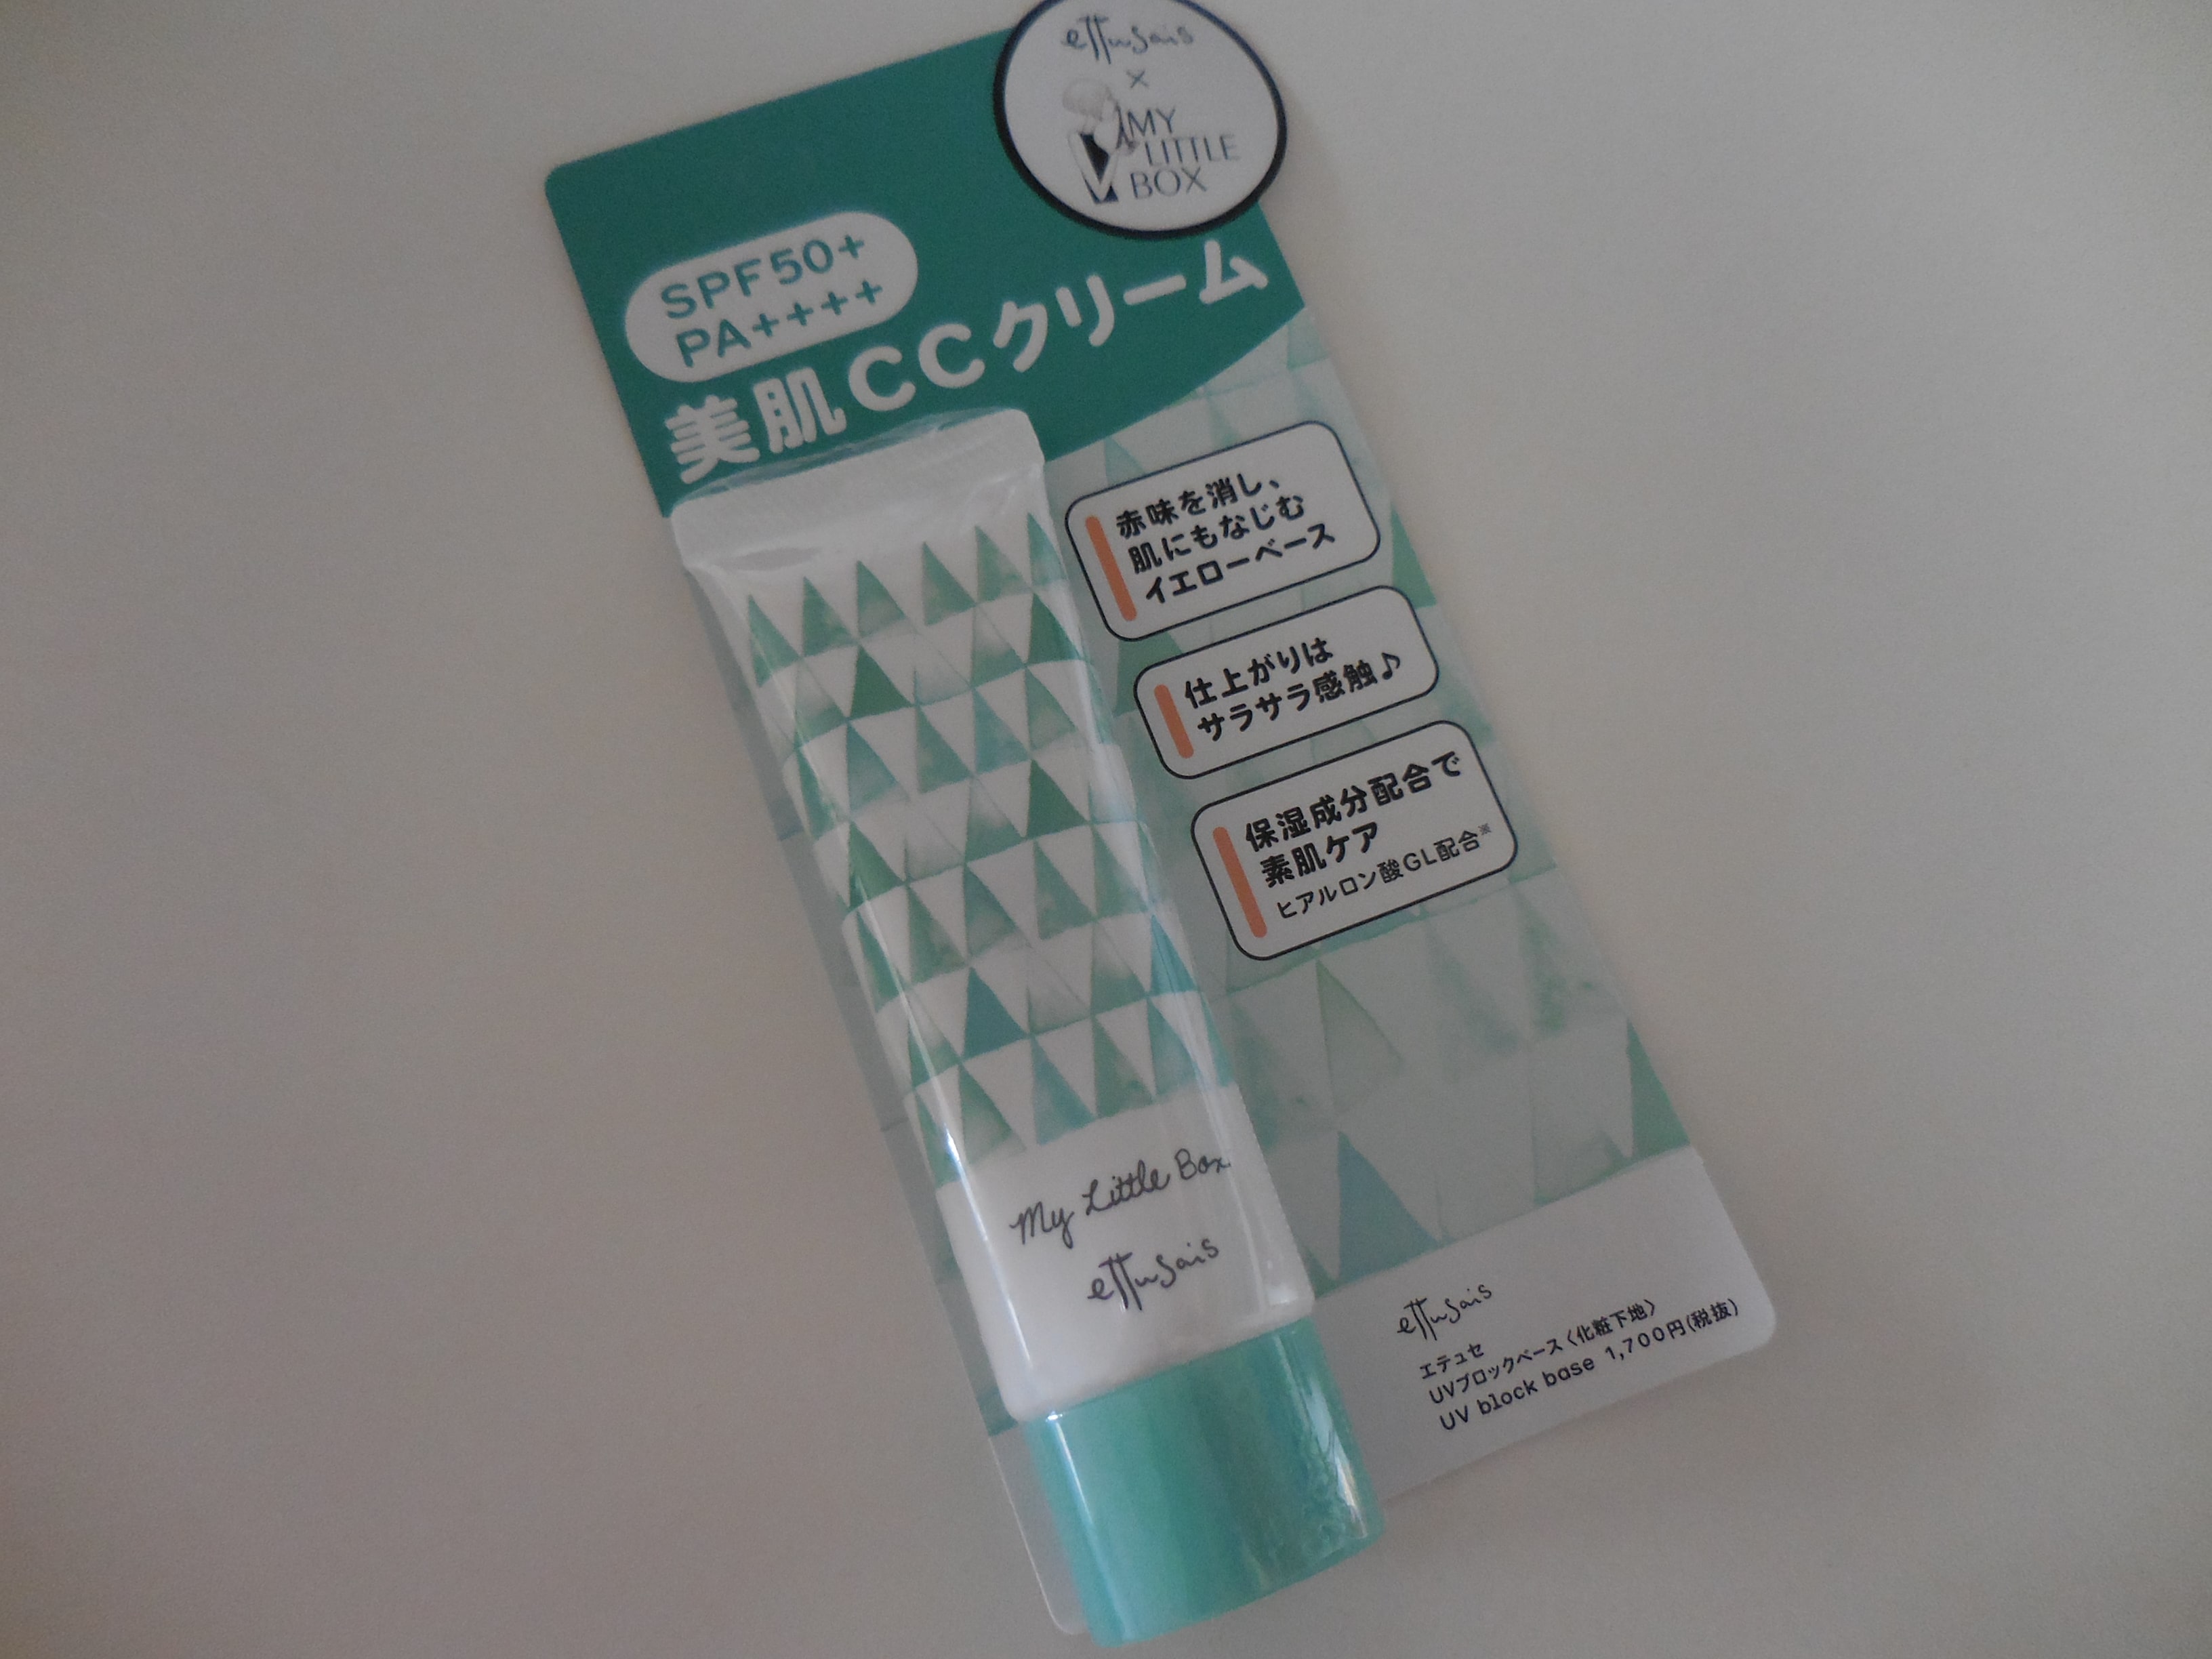 ettusais
×
MY
LITTLE
BOX
SPF50+
PA++++
美肌CCクリーム
赤味を消し、
肌にもなじむ
イエローベース
仕上がりは
サラサラ感触♪
保湿成分配合で
素肌ケア
ヒアルロン酸GL配合※
My Little Box
ettusais
ettusais
エテュセ
UVブロックベース〈化粧下地〉
UV block base 1,700円(税抜)